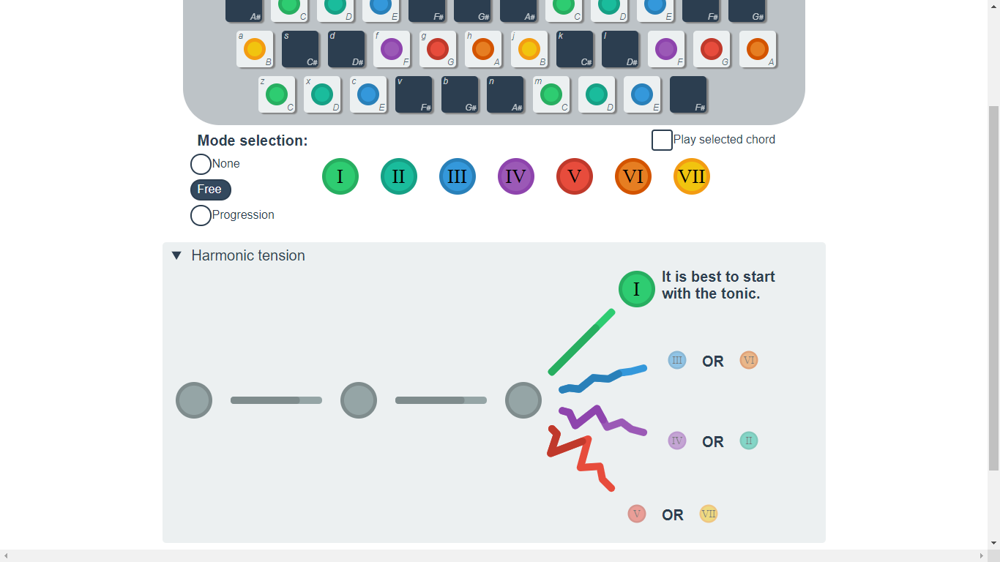 A# C D E F# G# A# C D E F# G#
a B s C# d D# f F g G h A j B k C# l D# F G A
z C x D c E v F# b G# n A# m C D E F#
Mode selection:
Play selected chord
None
I II III IV V VI VII
Free
Progression
Harmonic tension
I
It is best to start
with the tonic.
III OR VI
IV OR II
V OR VII